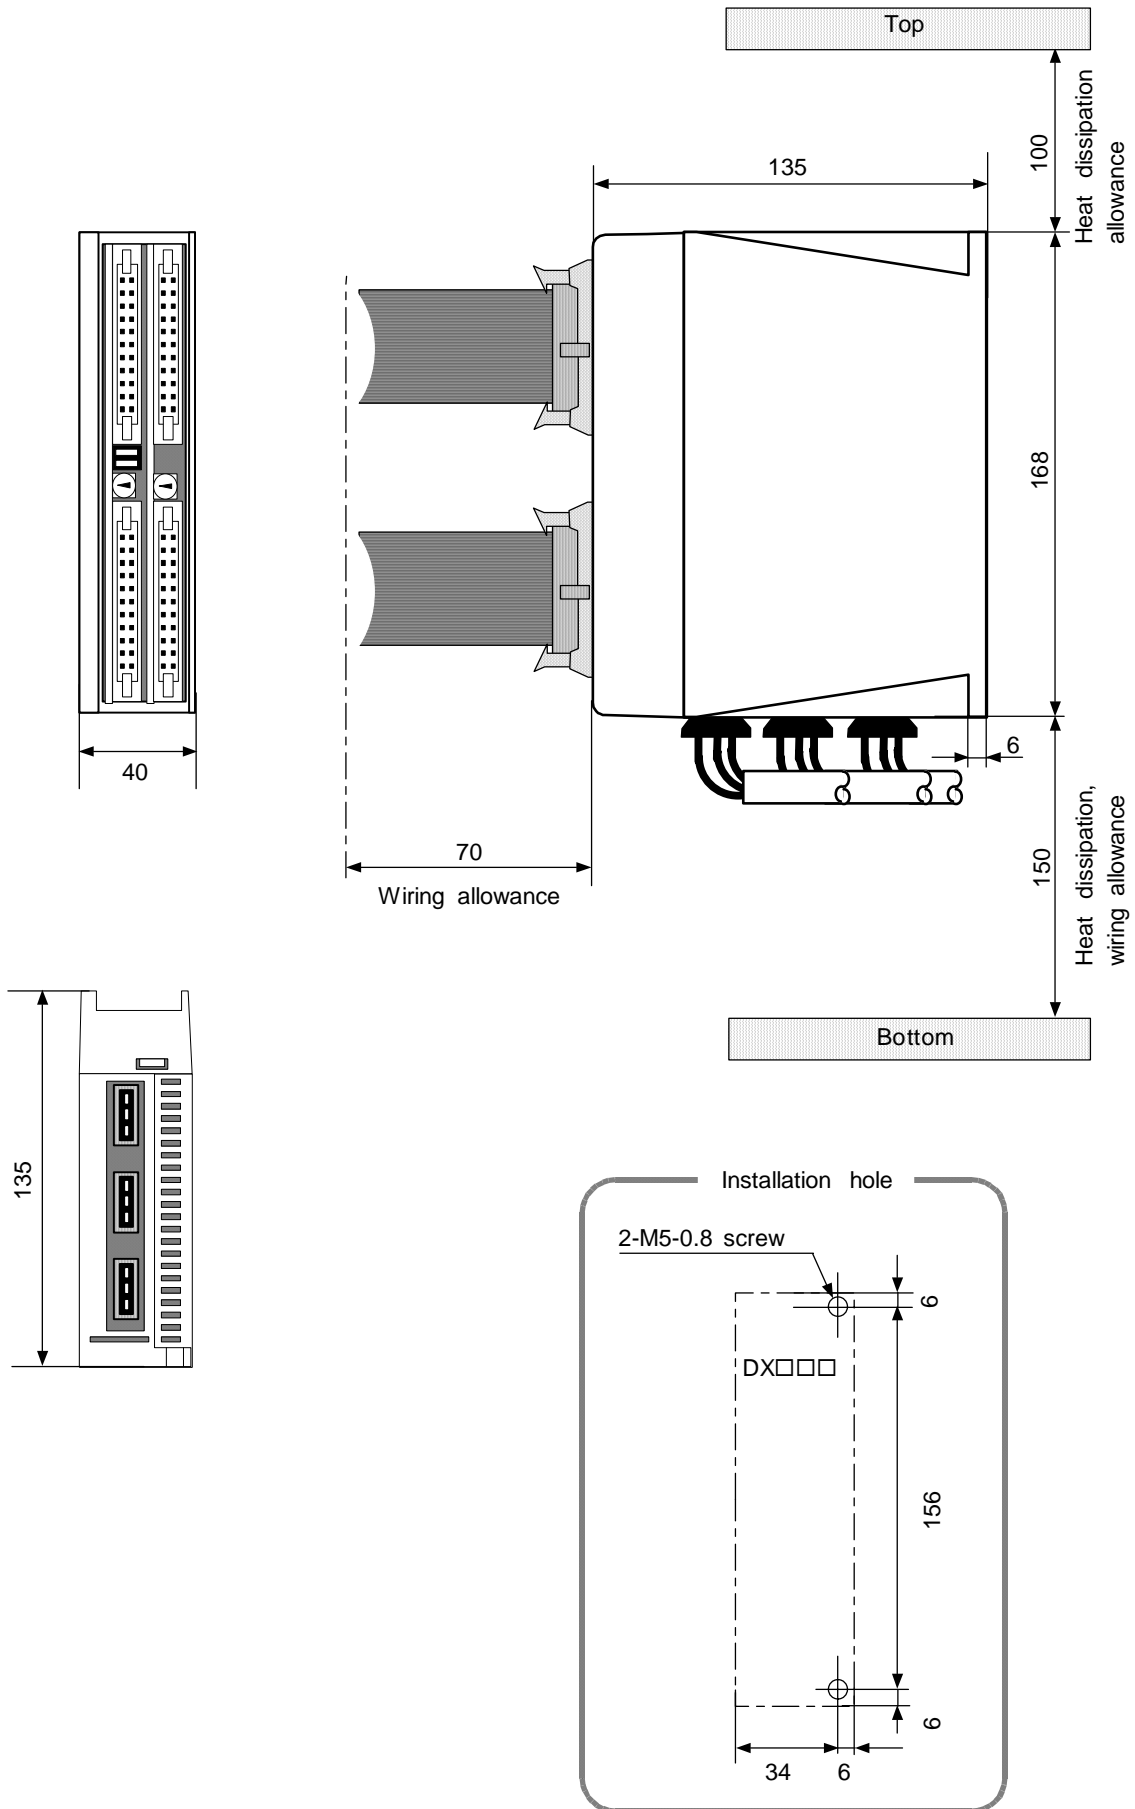 Top
100
Heat dissipation
allowance
135
168
40
6
70
Wiring allowance
150
Heat dissipation,
wiring allowance
Bottom
135
Installation hole
2-M5-0.8 screw
6
DX□□□
156
6
34
6